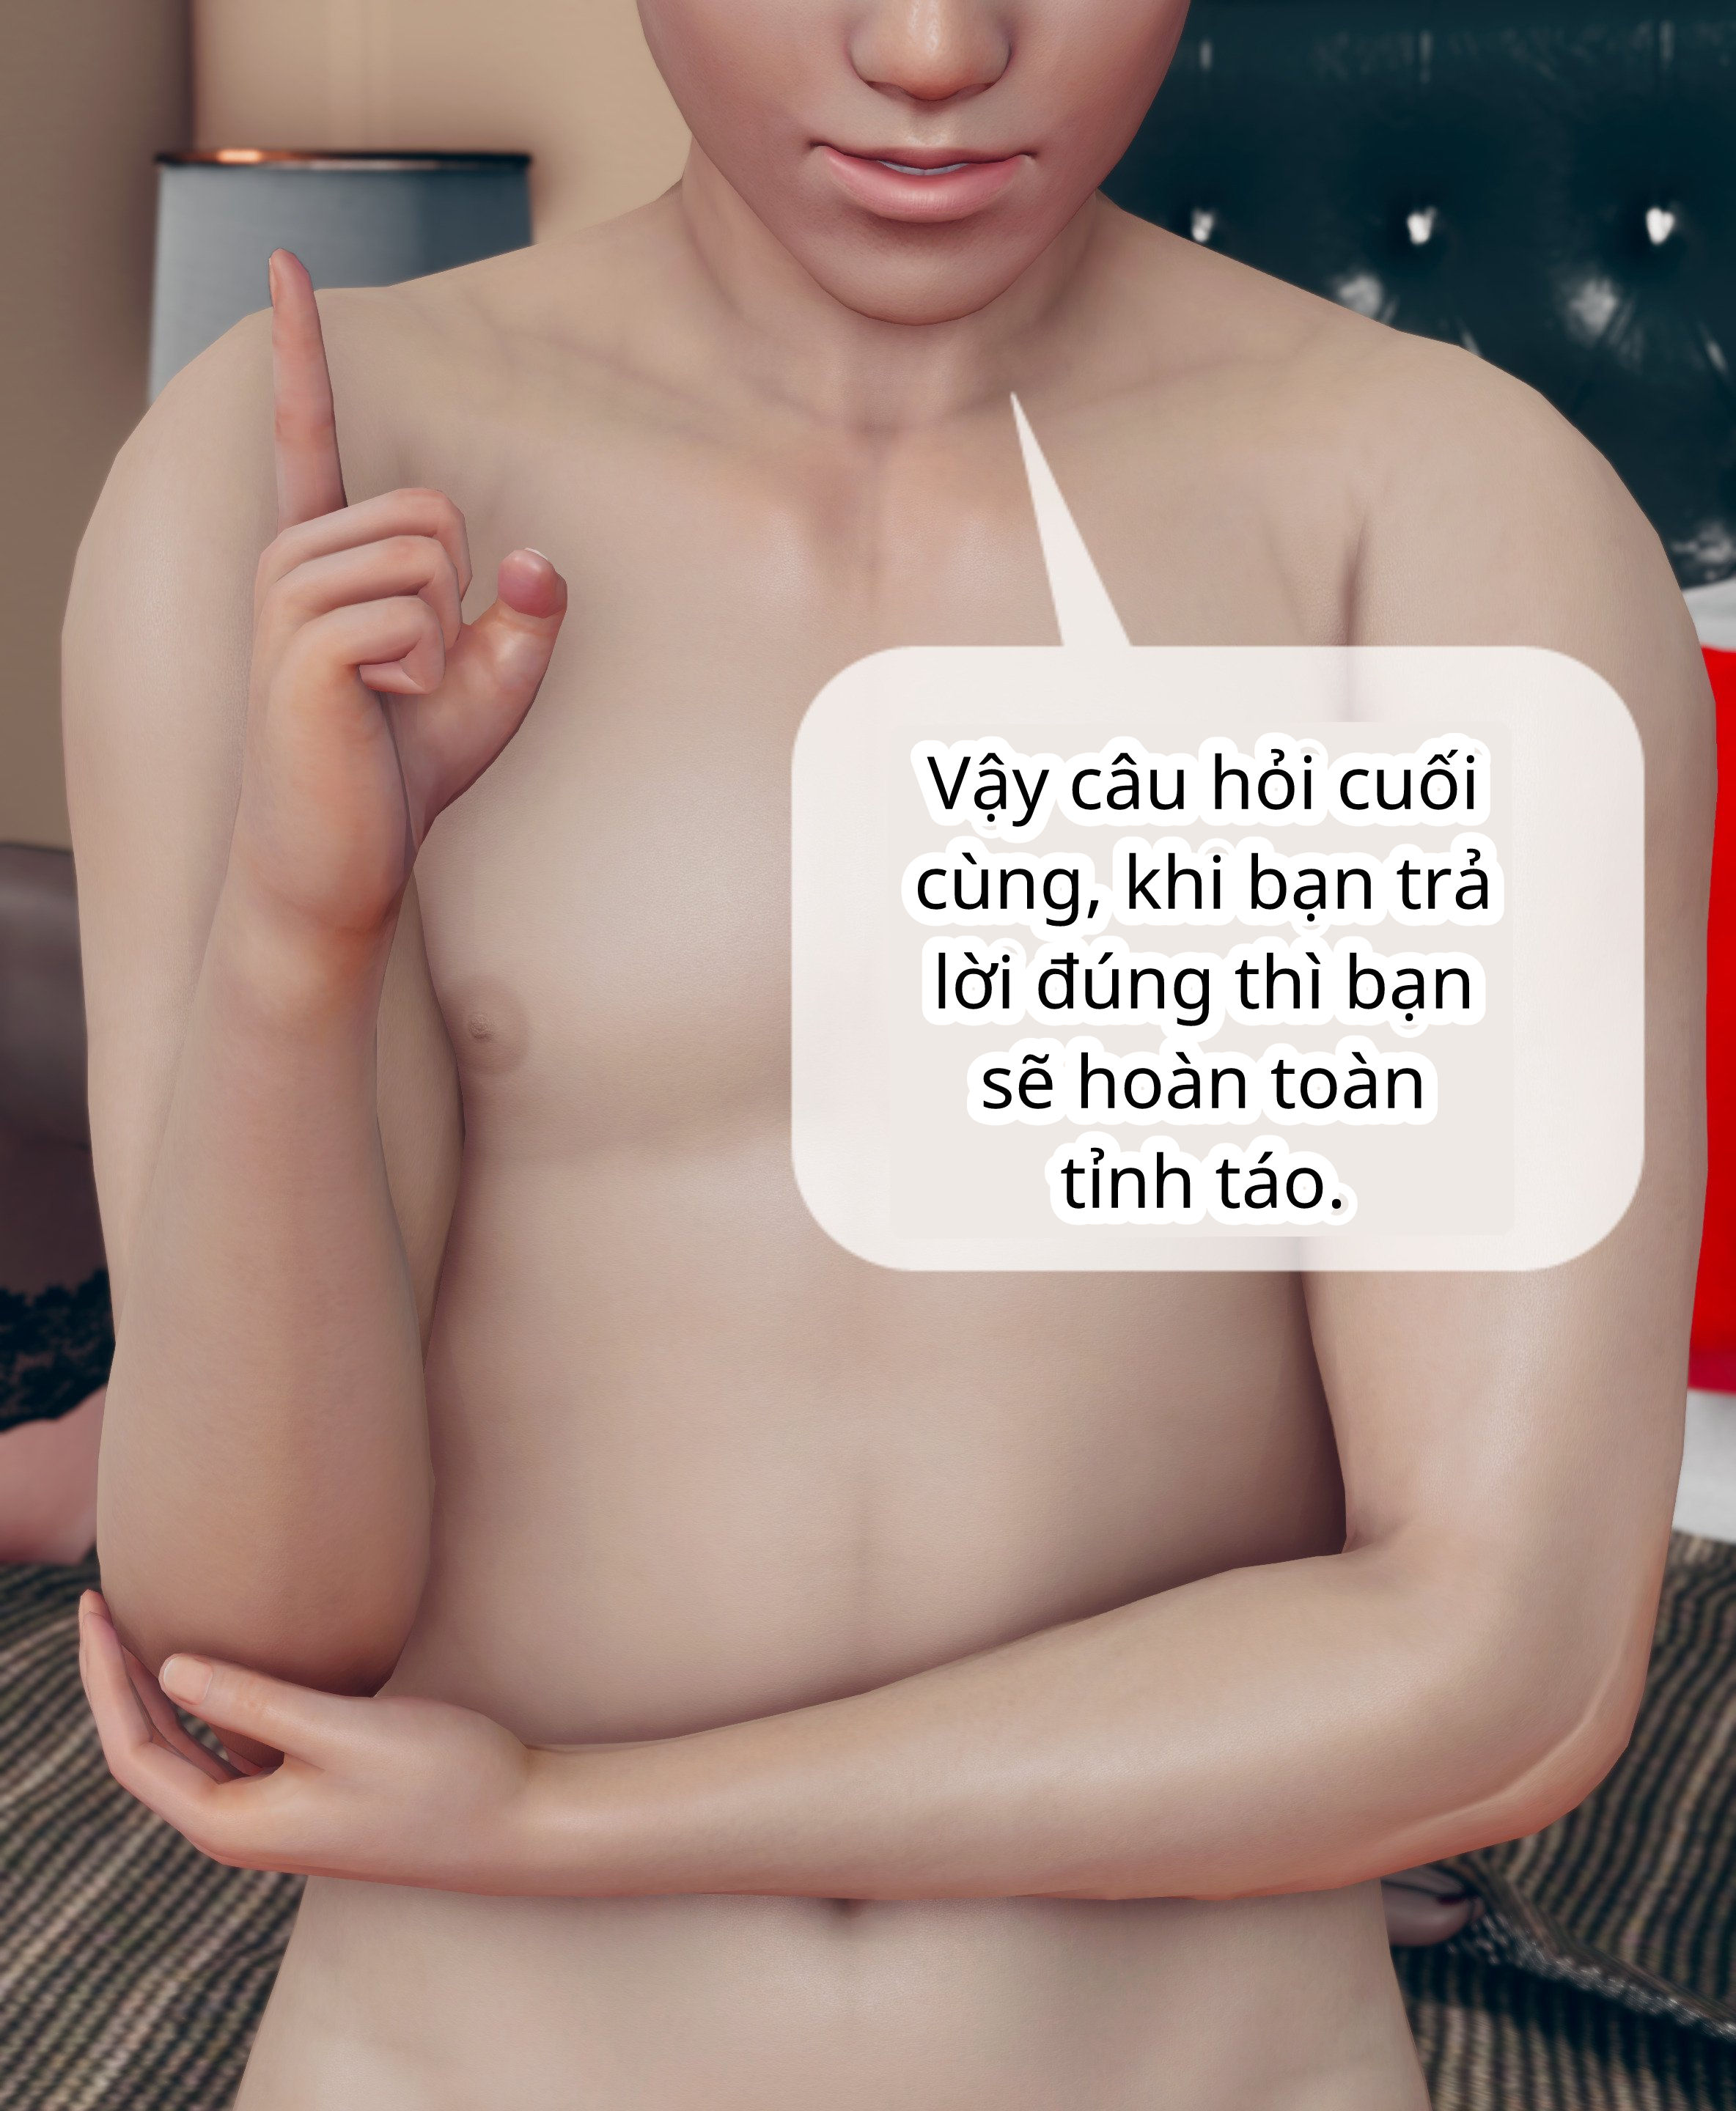 Vậy câu hỏi cuối
cùng, khi bạn trả
lời đúng thì bạn
sẽ hoàn toàn
tỉnh táo.